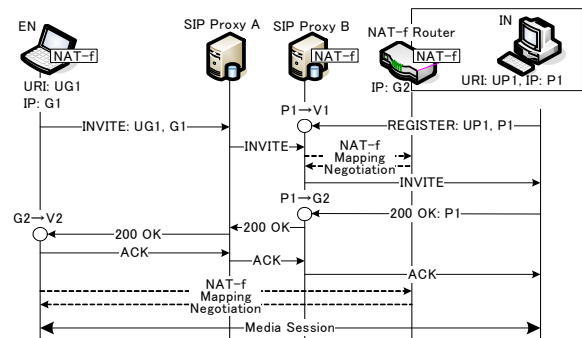 EN
SIP Proxy A
SIP Proxy B
NAT-f Router
IN
NAT-f
NAT-f
NAT-f
URI: UG1
IP: G1
IP: G2
URI: UP1, IP: P1
P1→V1
INVITE: UG1, G1
REGISTER: UP1, P1
INVITE
NAT-f
Mapping
Negotiation
INVITE
P1→G2
G2→V2
200 OK: P1
200 OK
200 OK
ACK
ACK
ACK
NAT-f
Mapping
Negotiation
Media Session